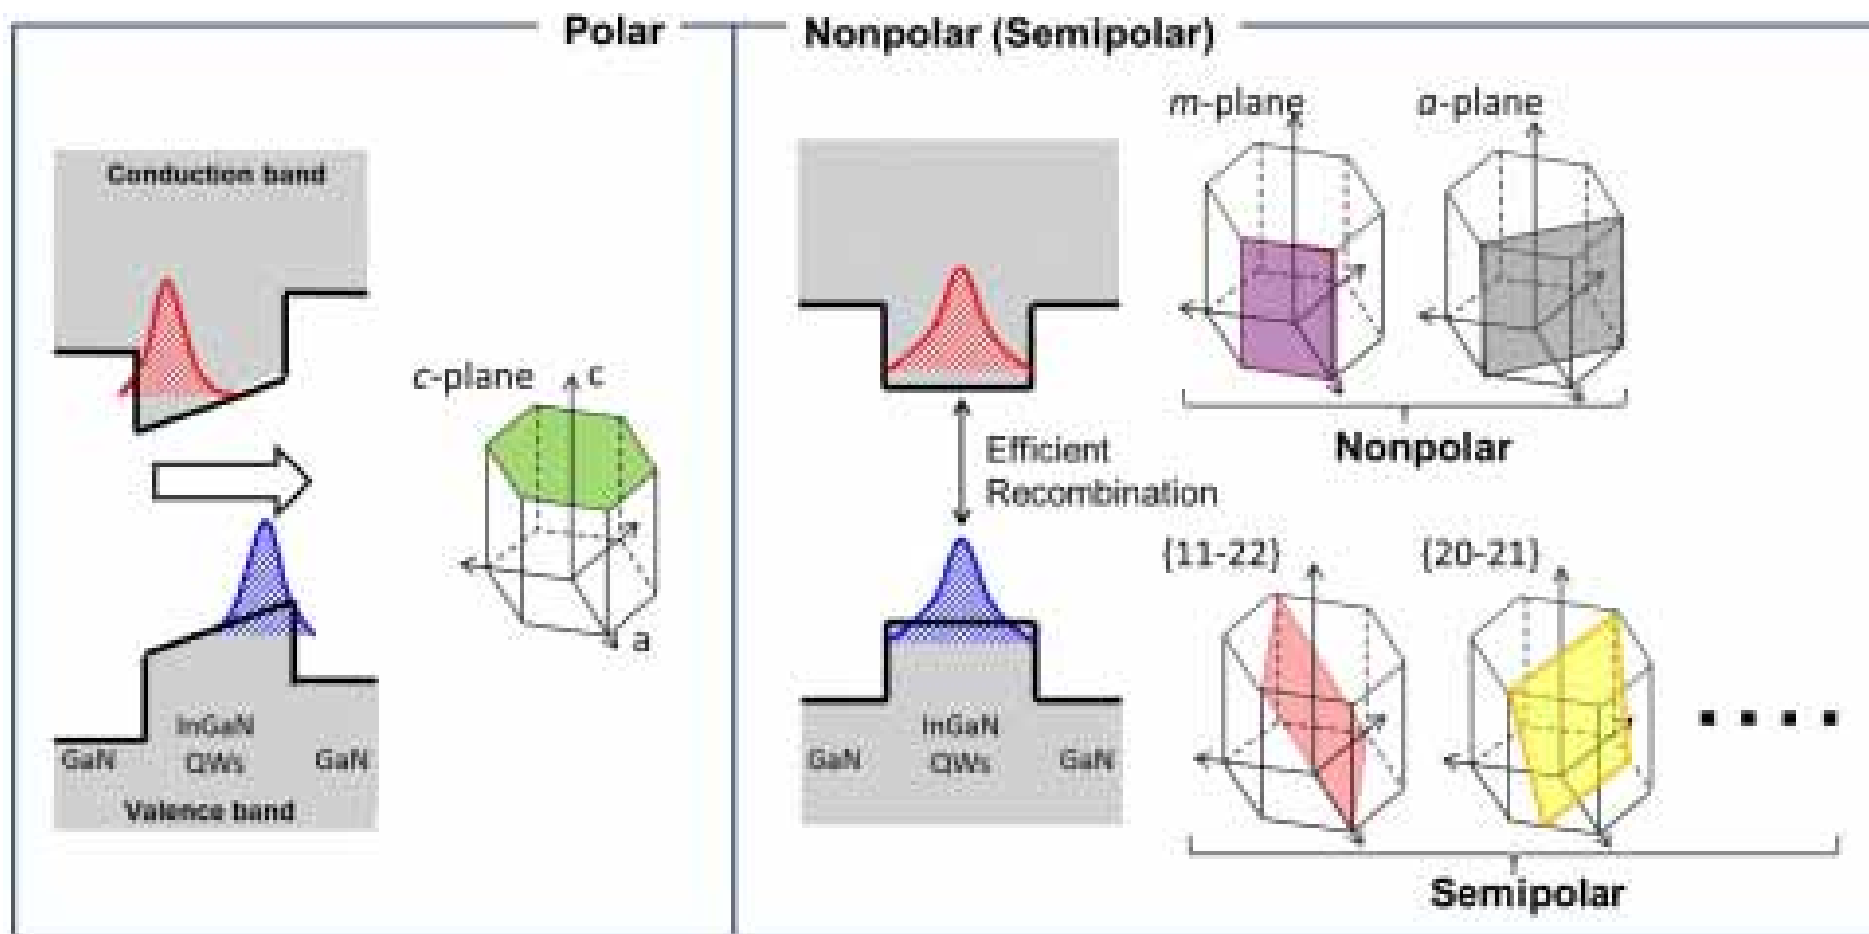 Polar
Conduction band
c-plane
c
a
InGaN
QWs
GaN
GaN
Valence band
Nonpolar (Semipolar)
m-plane
a-plane
Nonpolar
Efficient
Recombination
{11-22}
{20-21}
InGaN
QWs
GaN
GaN
Semipolar